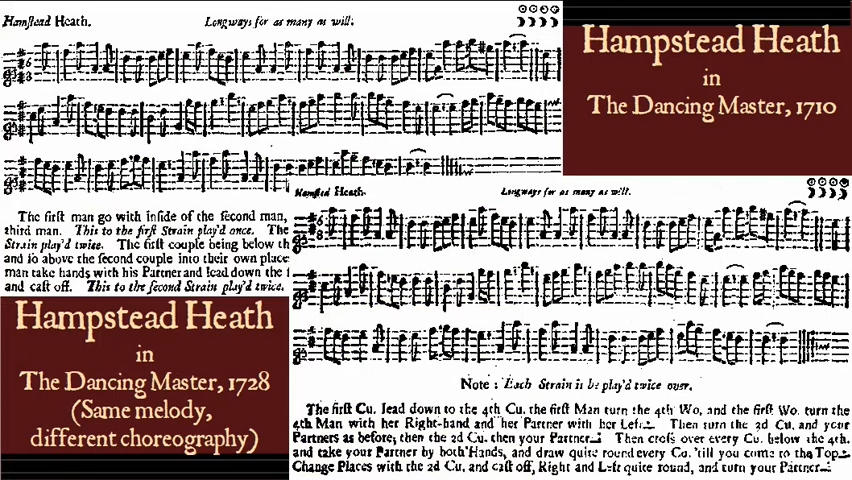 Hampſtead Heath.
Longways for as many as will.
Hampstead Heath
in
The Dancing Master, 1710
The firſt man go with inſide of the ſecond man,
third man. This to the firſt Strain play'd once. The
Strain play'd twice. The firſt couple being below th
and ſo above the ſecond couple into their own place
man take hands with his Partner and lead down the
and caſt off. This to the ſecond Strain play'd twice.
Hampstead Heath
in
The Dancing Master, 1728
(Same melody,
different choreography)
Hamſted Heath.
Longways for as many as will.
Note : Each Strain is be play'd twice over.
The firſt Cu. lead down to the 4th Cu. the firſt Man turn the 4th Wo. and the firſt Wo. turn the
4th Man with her Right-hand and her Partner with her Left. Then turn the 3d Cu. and your
Partners as before, then the 2d Cu. then your Partner. Then croſs over every Cu. below the 4th.
and take your Partner by both Hands, and draw quite round every Cu. 'till you come to the Top.
Change Places with the 2d Cu. and caſt off, Right and Left quite round, and turn your Partner.